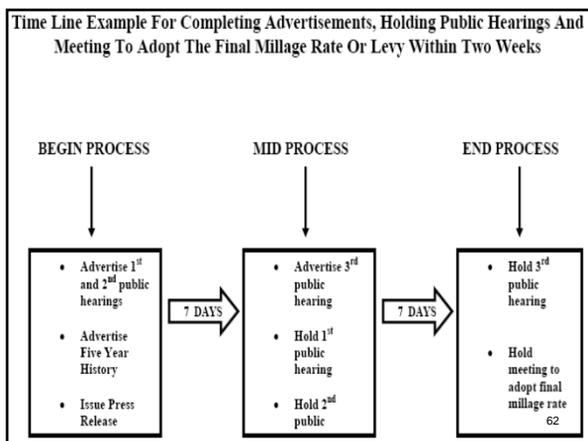 Time Line Example For Completing Advertisements, Holding Public Hearings And
Meeting To Adopt The Final Millage Rate Or Levy Within Two Weeks
BEGIN PROCESS
MID PROCESS
END PROCESS
• Advertise 1st
and 2nd public
hearings
• Advertise
Five Year
History
• Issue Press
Release
7 DAYS
• Advertise 3rd
public
hearing
• Hold 1st
public
hearing
• Hold 2nd
public
7 DAYS
• Hold 3rd
public
hearing
• Hold
meeting to
adopt final
millage rate
62